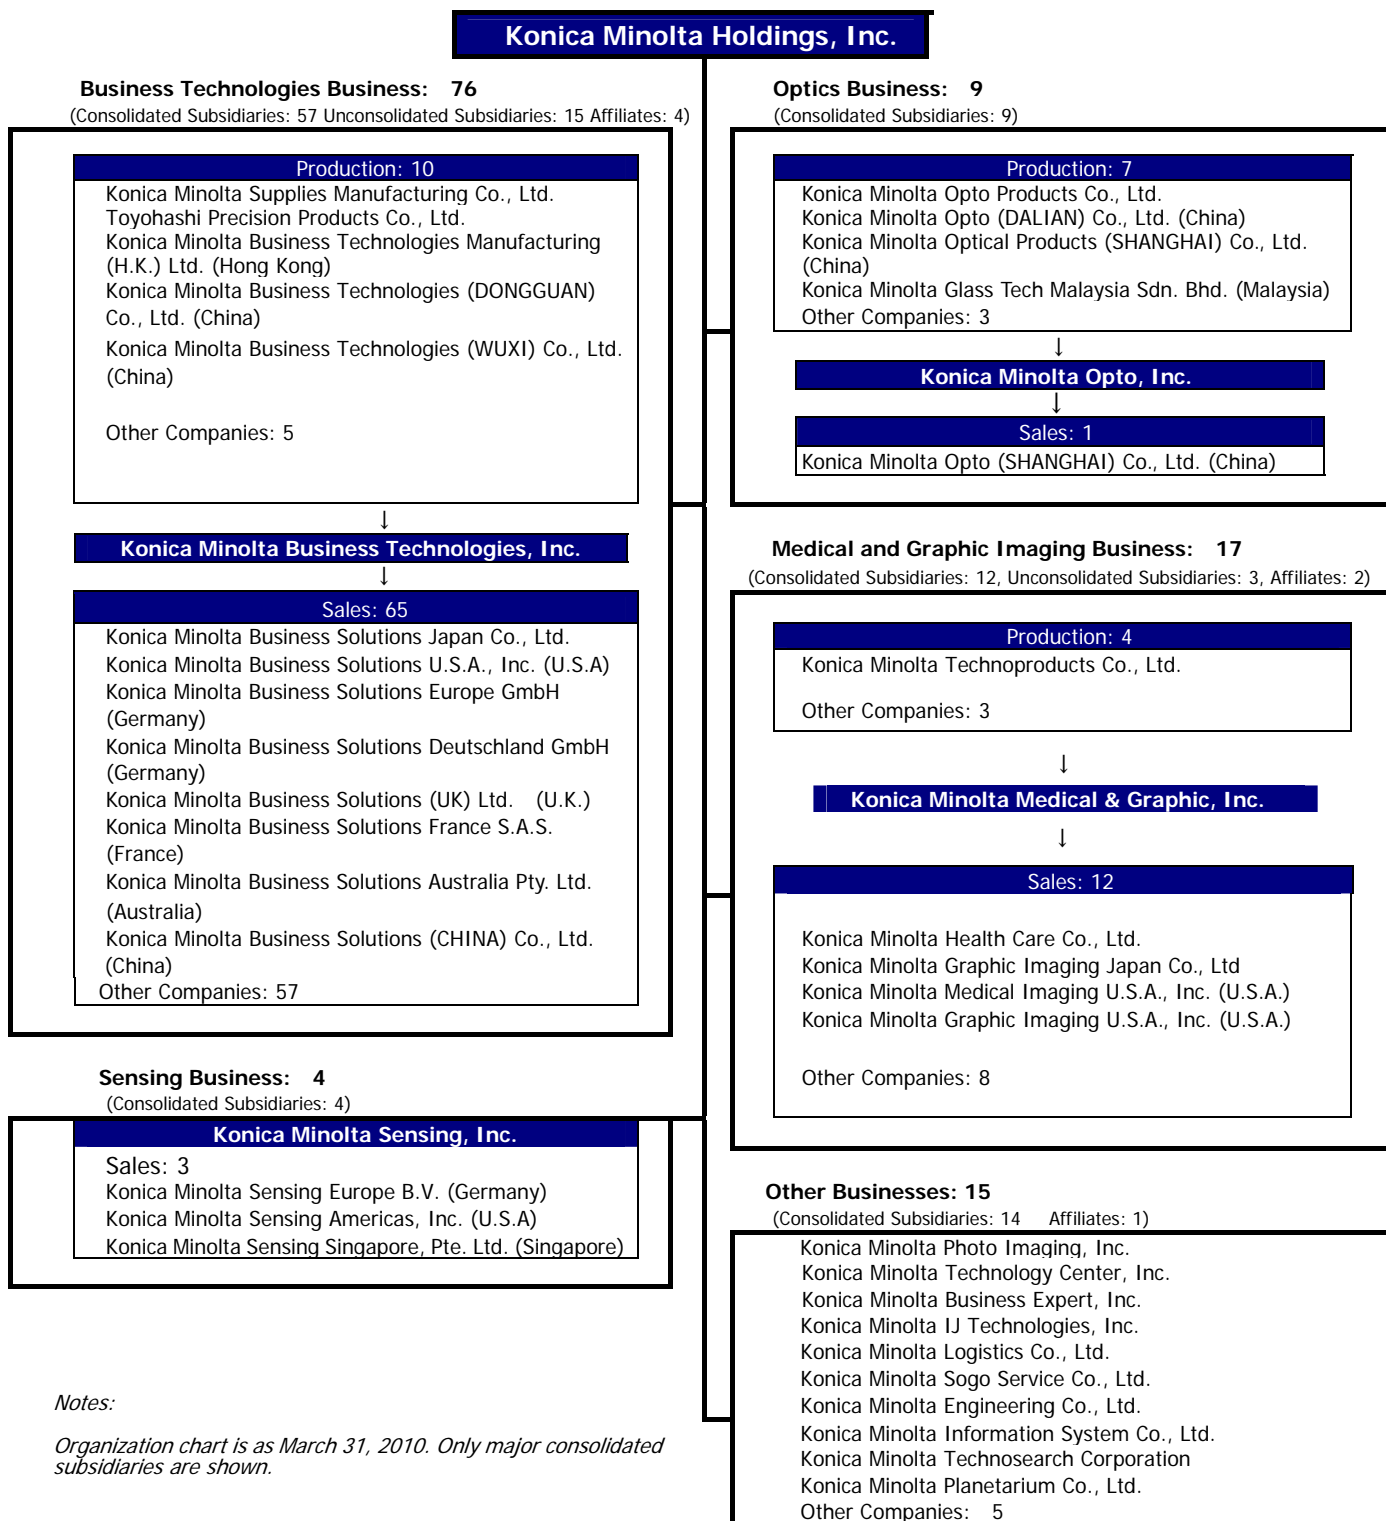 Konica Minolta Holdings, Inc.
Business Technologies Business: 76
(Consolidated Subsidiaries: 57 Unconsolidated Subsidiaries: 15 Affiliates: 4)
Production: 10
Konica Minolta Supplies Manufacturing Co., Ltd.
Toyohashi Precision Products Co., Ltd.
Konica Minolta Business Technologies Manufacturing
(H.K.) Ltd. (Hong Kong)
Konica Minolta Business Technologies (DONGGUAN)
Co., Ltd. (China)
Konica Minolta Business Technologies (WUXI) Co., Ltd.
(China)
Other Companies: 5
↓
Konica Minolta Business Technologies, Inc.
↓
Sales: 65
Konica Minolta Business Solutions Japan Co., Ltd.
Konica Minolta Business Solutions U.S.A., Inc. (U.S.A)
Konica Minolta Business Solutions Europe GmbH
(Germany)
Konica Minolta Business Solutions Deutschland GmbH
(Germany)
Konica Minolta Business Solutions (UK) Ltd. (U.K.)
Konica Minolta Business Solutions France S.A.S.
(France)
Konica Minolta Business Solutions Australia Pty. Ltd.
(Australia)
Konica Minolta Business Solutions (CHINA) Co., Ltd.
(China)
Other Companies: 57
Sensing Business: 4
(Consolidated Subsidiaries: 4)
Konica Minolta Sensing, Inc.
Sales: 3
Konica Minolta Sensing Europe B.V. (Germany)
Konica Minolta Sensing Americas, Inc. (U.S.A)
Konica Minolta Sensing Singapore, Pte. Ltd. (Singapore)
Notes:
Organization chart is as March 31, 2010. Only major consolidated
subsidiaries are shown.
Optics Business: 9
(Consolidated Subsidiaries: 9)
Production: 7
Konica Minolta Opto Products Co., Ltd.
Konica Minolta Opto (DALIAN) Co., Ltd. (China)
Konica Minolta Optical Products (SHANGHAI) Co., Ltd.
(China)
Konica Minolta Glass Tech Malaysia Sdn. Bhd. (Malaysia)
Other Companies: 3
↓
Konica Minolta Opto, Inc.
↓
Sales: 1
Konica Minolta Opto (SHANGHAI) Co., Ltd. (China)
Medical and Graphic Imaging Business: 17
(Consolidated Subsidiaries: 12, Unconsolidated Subsidiaries: 3, Affiliates: 2)
Production: 4
Konica Minolta Technoproducts Co., Ltd.
Other Companies: 3
↓
Konica Minolta Medical & Graphic, Inc.
↓
Sales: 12
Konica Minolta Health Care Co., Ltd.
Konica Minolta Graphic Imaging Japan Co., Ltd
Konica Minolta Medical Imaging U.S.A., Inc. (U.S.A.)
Konica Minolta Graphic Imaging U.S.A., Inc. (U.S.A.)
Other Companies: 8
Other Businesses: 15
(Consolidated Subsidiaries: 14 Affiliates: 1)
Konica Minolta Photo Imaging, Inc.
Konica Minolta Technology Center, Inc.
Konica Minolta Business Expert, Inc.
Konica Minolta IJ Technologies, Inc.
Konica Minolta Logistics Co., Ltd.
Konica Minolta Sogo Service Co., Ltd.
Konica Minolta Engineering Co., Ltd.
Konica Minolta Information System Co., Ltd.
Konica Minolta Technosearch Corporation
Konica Minolta Planetarium Co., Ltd.
Other Companies: 5